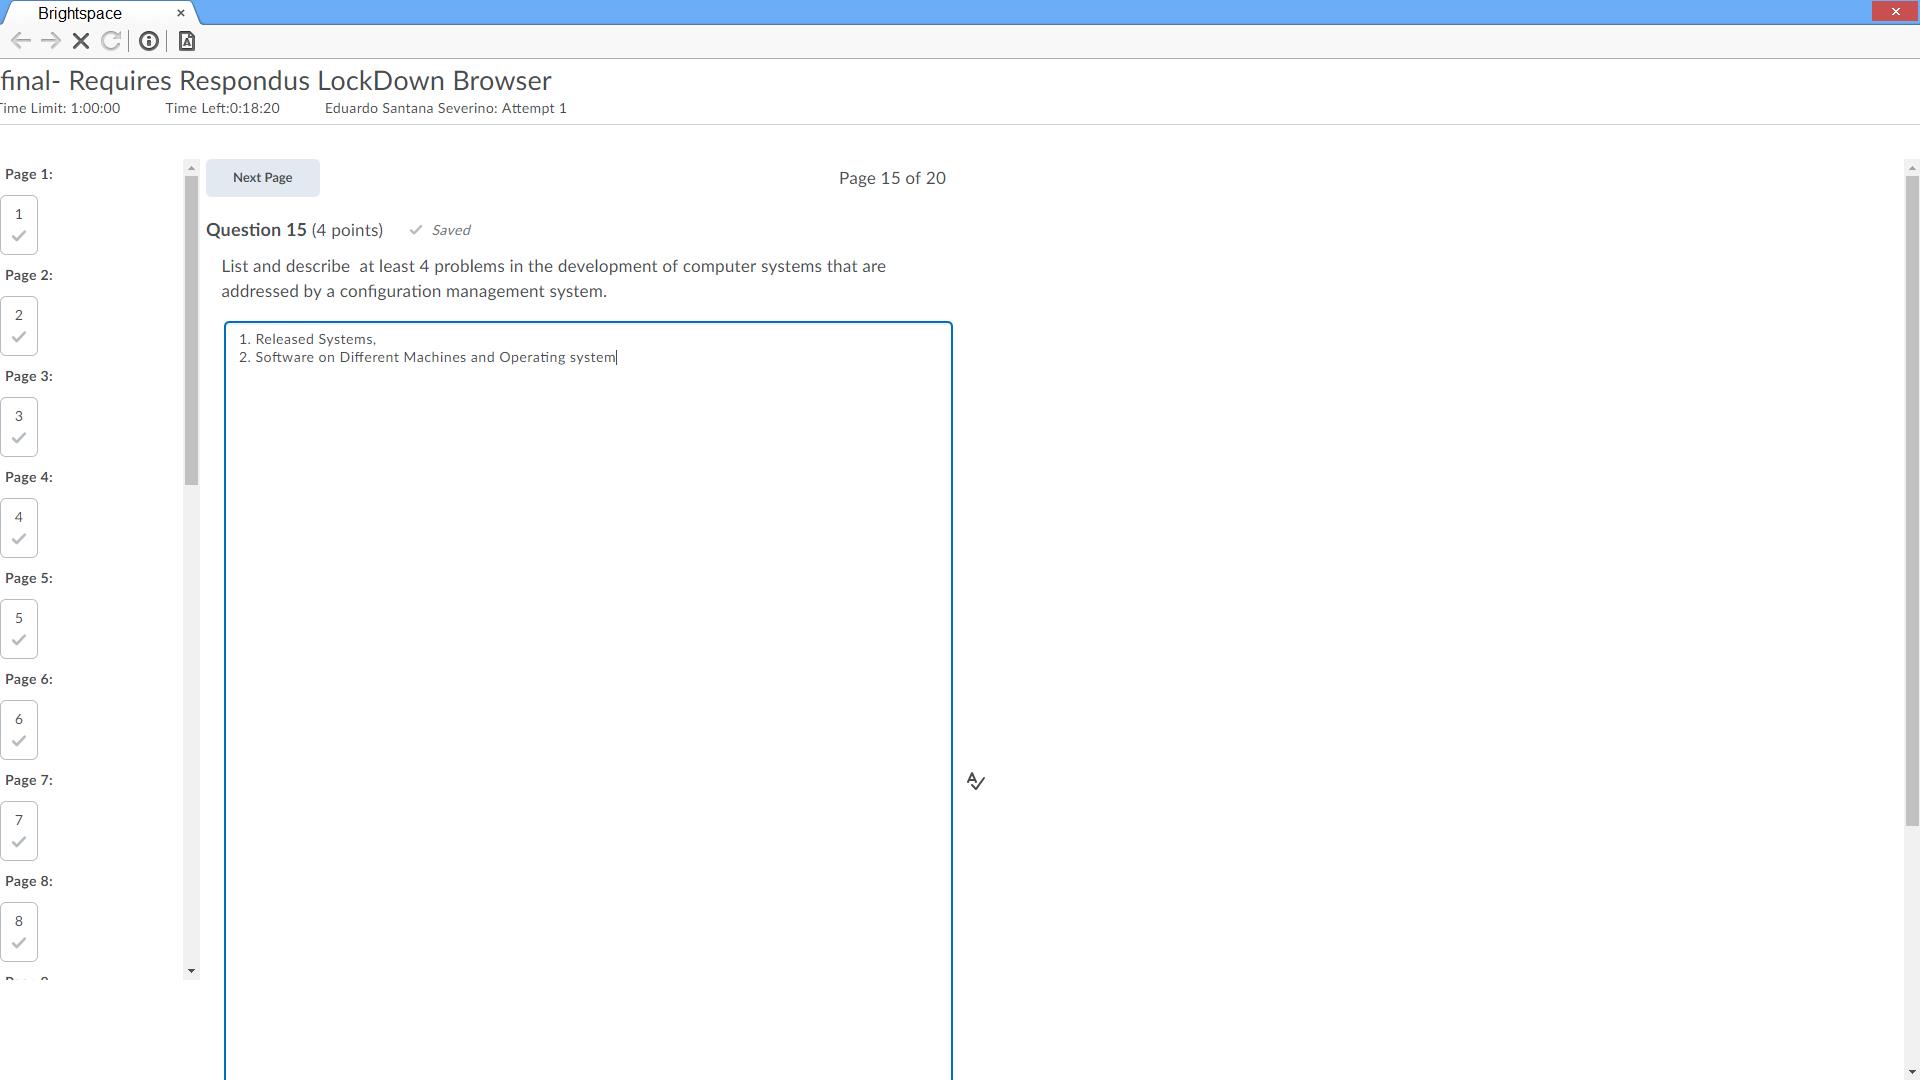 Brightspace
final- Requires Respondus LockDown Browser
Time Limit: 1:00:00 Time Left:0:18:20 Eduardo Santana Severino: Attempt 1
Page 1:
1
Page 2:
2
Page 3:
3
Page 4:
4
Page 5:
5
Page 6:
6
Page 7:
7
Page 8:
8
Next Page
Page 15 of 20
Question 15 (4 points) Saved
List and describe at least 4 problems in the development of computer systems that are
addressed by a configuration management system.
1. Released Systems,
2. Software on Different Machines and Operating system